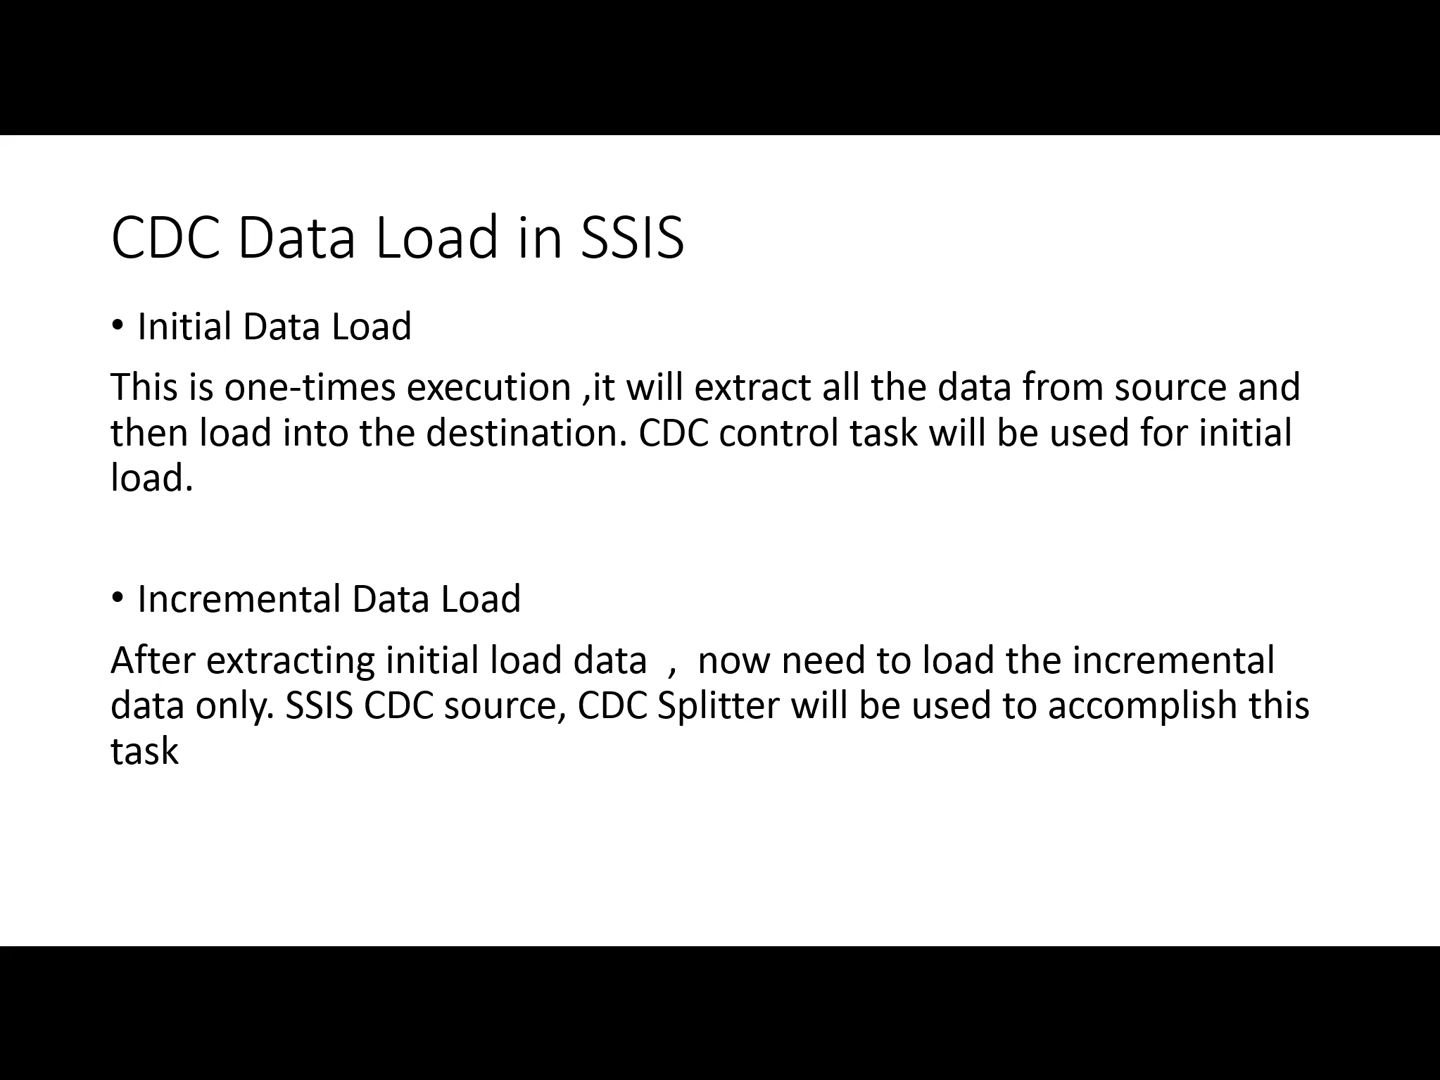 CDC Data Load in SSIS
• Initial Data Load
This is one-times execution ,it will extract all the data from source and
then load into the destination. CDC control task will be used for initial
load.
• Incremental Data Load
After extracting initial load data  ,  now need to load the incremental
data only. SSIS CDC source, CDC Splitter will be used to accomplish this
task